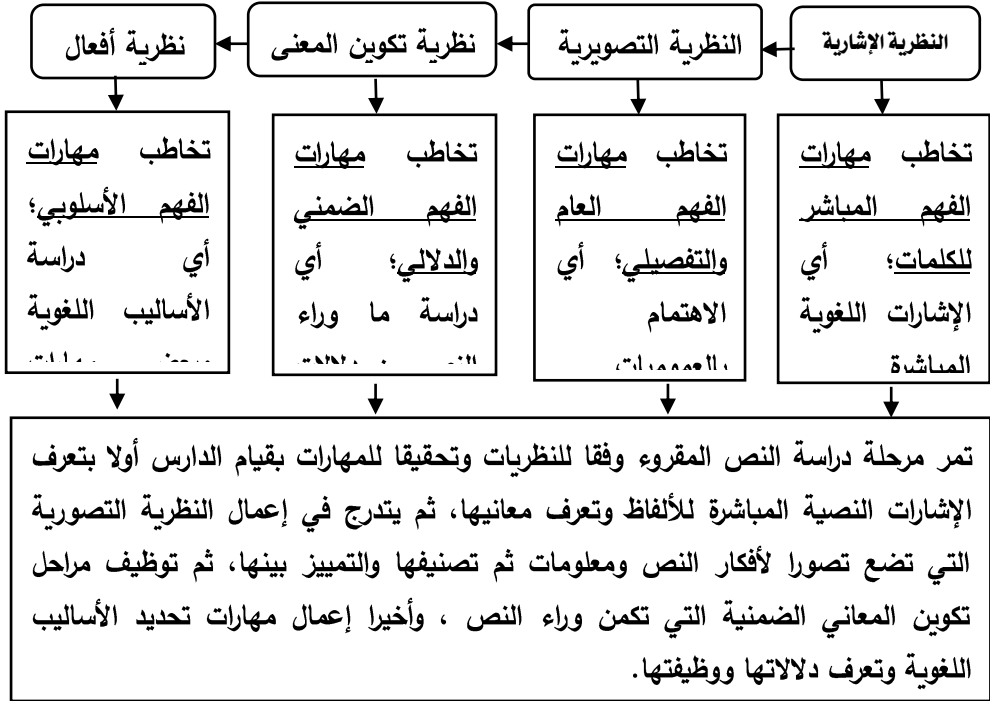 النظرية الإشارية
النظرية التصويرية
نظرية تكوين المعنى
نظرية أفعال
تخاطب مهارات
الفهم المباشر
للكلمات؛ أي
الإشارات اللغوية
المباشرة
تخاطب مهارات
الفهم العام
والتفصيلي؛ أي
الاهتمام
بالعموميات
تخاطب مهارات
الفهم الضمني
والدلالي؛ أي
دراسة ما وراء
تخاطب مهارات
الفهم الأسلوبي؛
أي دراسة
الأساليب اللغوية
تمر مرحلة دراسة النص المقروء وفقا للنظريات وتحقيقا للمهارات بقيام الدارس أولا بتعرف
الإشارات النصية المباشرة للألفاظ وتعرف معانيها، ثم يتدرج في إعمال النظرية التصورية
التي تضع تصورا لأفكار النص ومعلومات ثم تصنيفها والتمييز بينها، ثم توظيف مراحل
تكوين المعاني الضمنية التي تكمن وراء النص ، وأخيرا إعمال مهارات تحديد الأساليب
اللغوية وتعرف دلالاتها ووظيفتها.